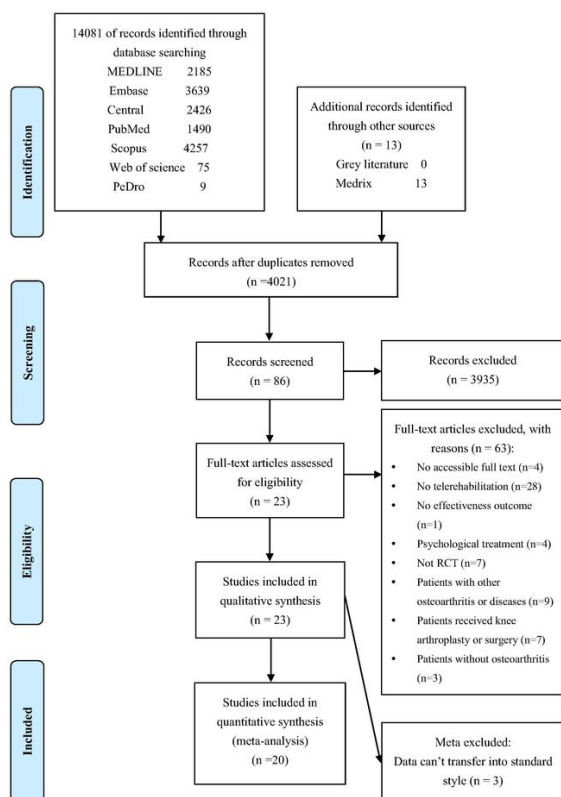 14081 of records identified through
database searching
MEDLINE 2185
Embase 3639
Central 2426
PubMed 1490
Scopus 4257
Web of science 75
PeDro 9
Additional records identified
through other sources
(n = 13)
Grey literature 0
Medrix 13
Identification
Records after duplicates removed
(n =4021)
Screening
Records screened
(n = 86)
Records excluded
(n = 3935)
Full-text articles assessed
for eligibility
(n = 23)
Full-text articles excluded, with
reasons (n = 63):
• No accessible full text (n=4)
• No telerehabilitation (n=28)
• No effectiveness outcome
(n=1)
• Psychological treatment (n=4)
• Not RCT (n=7)
• Patients with other
osteoarthritis or diseases (n=9)
• Patients received knee
arthroplasty or surgery (n=7)
• Patients without osteoarthritis
(n=3)
Eligibility
Studies included in
qualitative synthesis
(n = 23)
Included
Studies included in
quantitative synthesis
(meta-analysis)
(n =20)
Meta excluded:
Data can’t transfer into standard
style (n = 3)